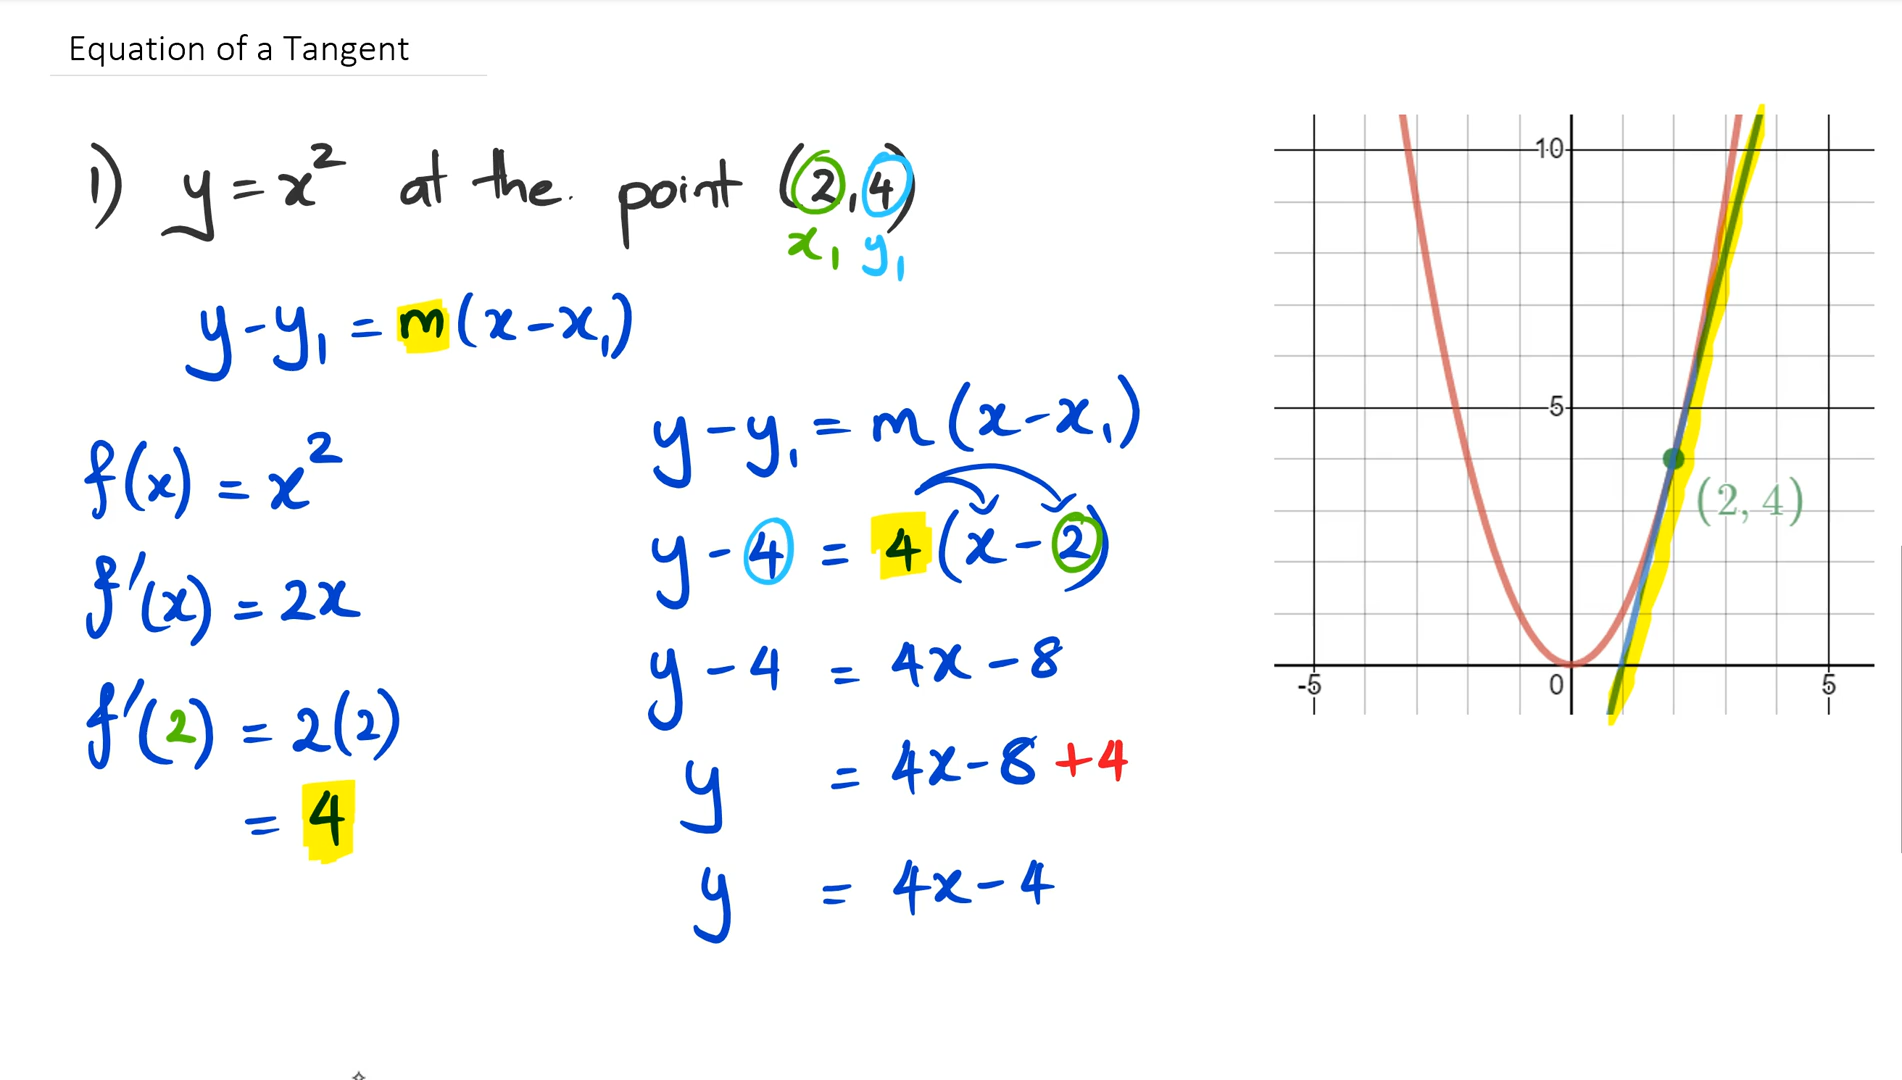 Equation of a Tangent
1) y = x² at the. point (2, 4)
x₁ y₁
y - y₁ = m(x - x₁)
f(x) = x²
f'(x) = 2x
f'(2) = 2(2)
= 4
y - y₁ = m(x - x₁)
y - 4 = 4(x - 2)
y - 4 = 4x - 8
y = 4x - 8 + 4
y = 4x - 4
10
5
(2, 4)
-5 0 5